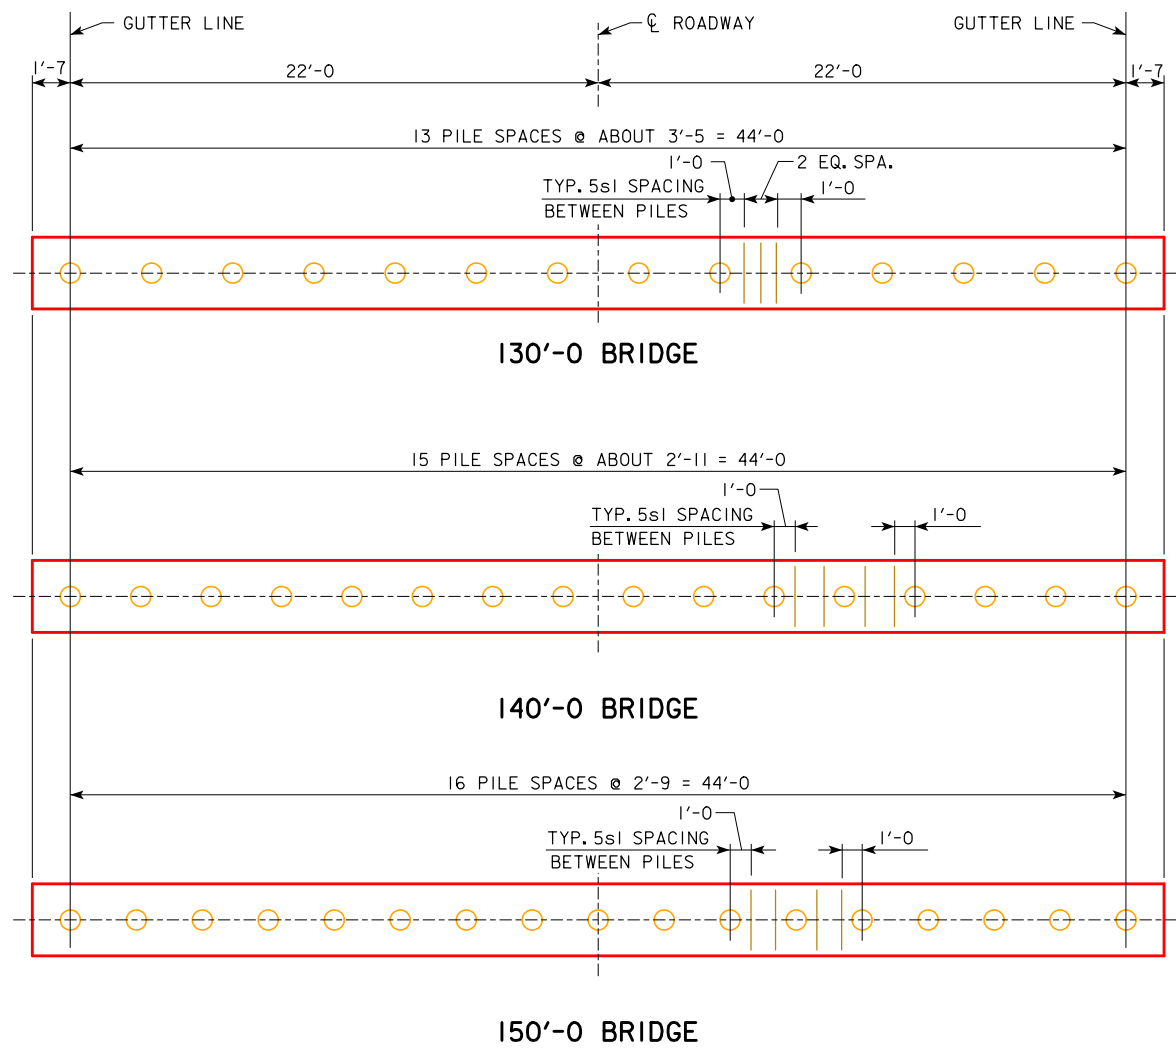 GUTTER LINE
℄ ROADWAY
GUTTER LINE
1'-7
22'-0
22'-0
1'-7
13 PILE SPACES @ ABOUT 3'-5 = 44'-0
1'-0
2 EQ. SPA.
TYP. 5s1 SPACING
1'-0
BETWEEN PILES
130'-0 BRIDGE
15 PILE SPACES @ ABOUT 2'-11 = 44'-0
1'-0
TYP. 5s1 SPACING
1'-0
BETWEEN PILES
140'-0 BRIDGE
16 PILE SPACES @ 2'-9 = 44'-0
1'-0
TYP. 5s1 SPACING
1'-0
BETWEEN PILES
150'-0 BRIDGE